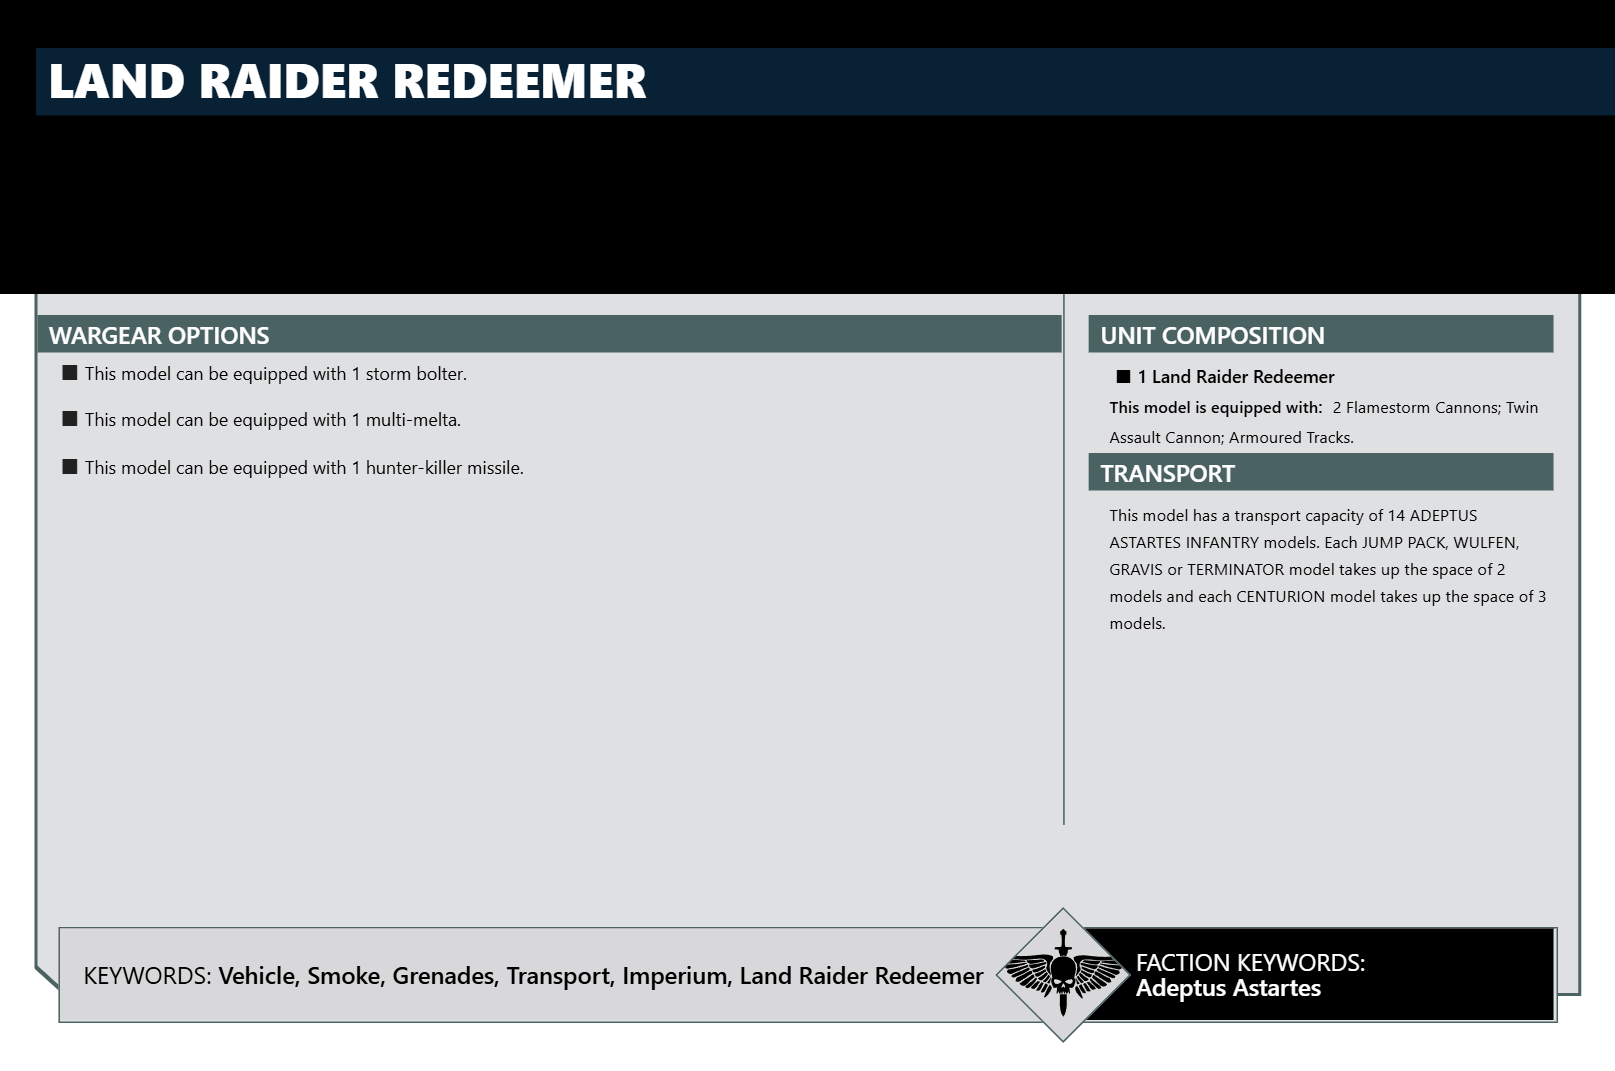 LAND RAIDER REDEEMER
WARGEAR OPTIONS
■ This model can be equipped with 1 storm bolter.
■ This model can be equipped with 1 multi-melta.
■ This model can be equipped with 1 hunter-killer missile.
UNIT COMPOSITION
■ 1 Land Raider Redeemer
This model is equipped with: 2 Flamestorm Cannons; Twin
Assault Cannon; Armoured Tracks.
TRANSPORT
This model has a transport capacity of 14 ADEPTUS
ASTARTES INFANTRY models. Each JUMP PACK, WULFEN,
GRAVIS or TERMINATOR model takes up the space of 2
models and each CENTURION model takes up the space of 3
models.
KEYWORDS: Vehicle, Smoke, Grenades, Transport, Imperium, Land Raider Redeemer
FACTION KEYWORDS:
Adeptus Astartes